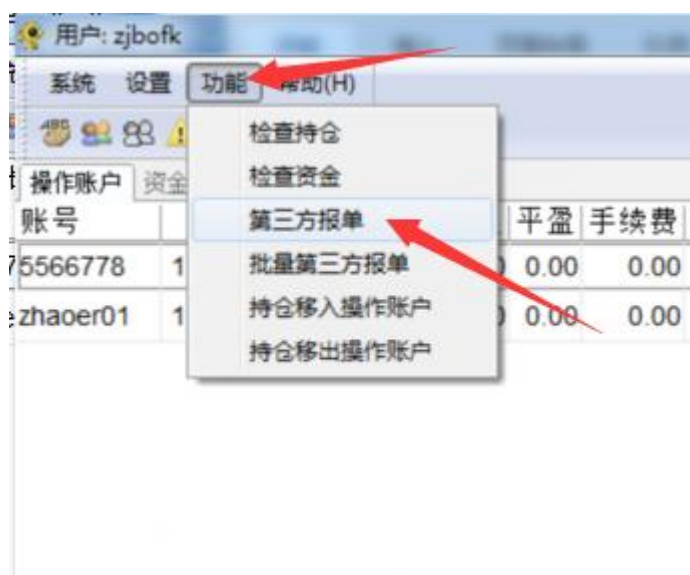 用户: zjbofk
系统 设置 功能 帮助(H)
检查持仓
操作账户 资金
检查资金
账号
第三方报单
平盈 手续费
5566778 1
批量第三方报单
0.00 0.00
zhaoer01 1
持仓移入操作账户
0.00 0.00
持仓移出操作账户